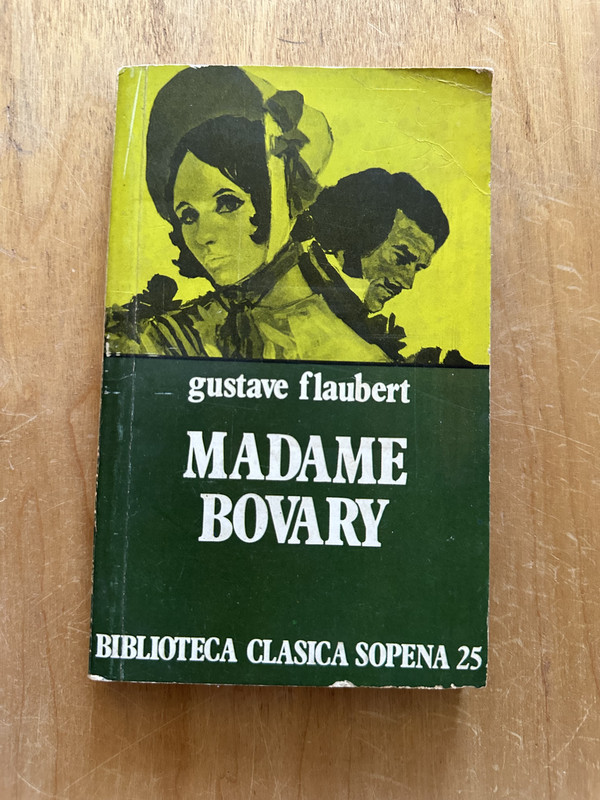 gustave flaubert
MADAME
BOVARY
BIBLIOTECA CLASICA SOPENA 25